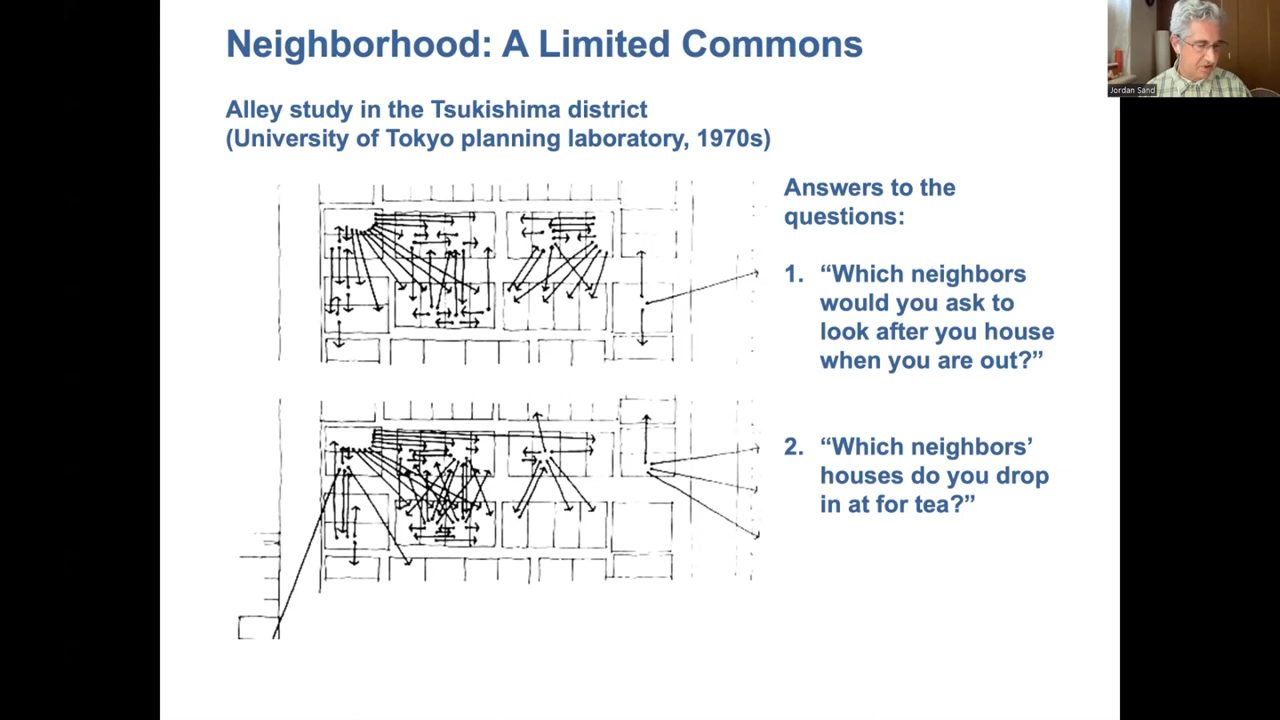 Neighborhood: A Limited Commons
Jordan Sand
Alley study in the Tsukishima district
(University of Tokyo planning laboratory, 1970s)
Answers to the
questions:
1. “Which neighbors
would you ask to
look after you house
when you are out?”
2. “Which neighbors’
houses do you drop
in at for tea?”